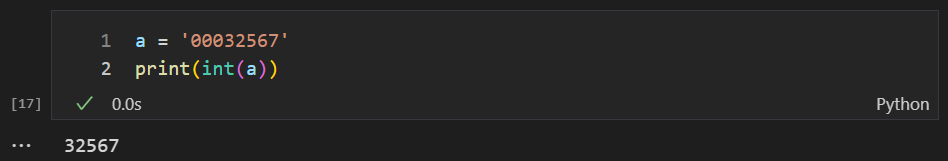 1 a = '00032567'
2 print(int(a))
[17] 0.0s Python
32567